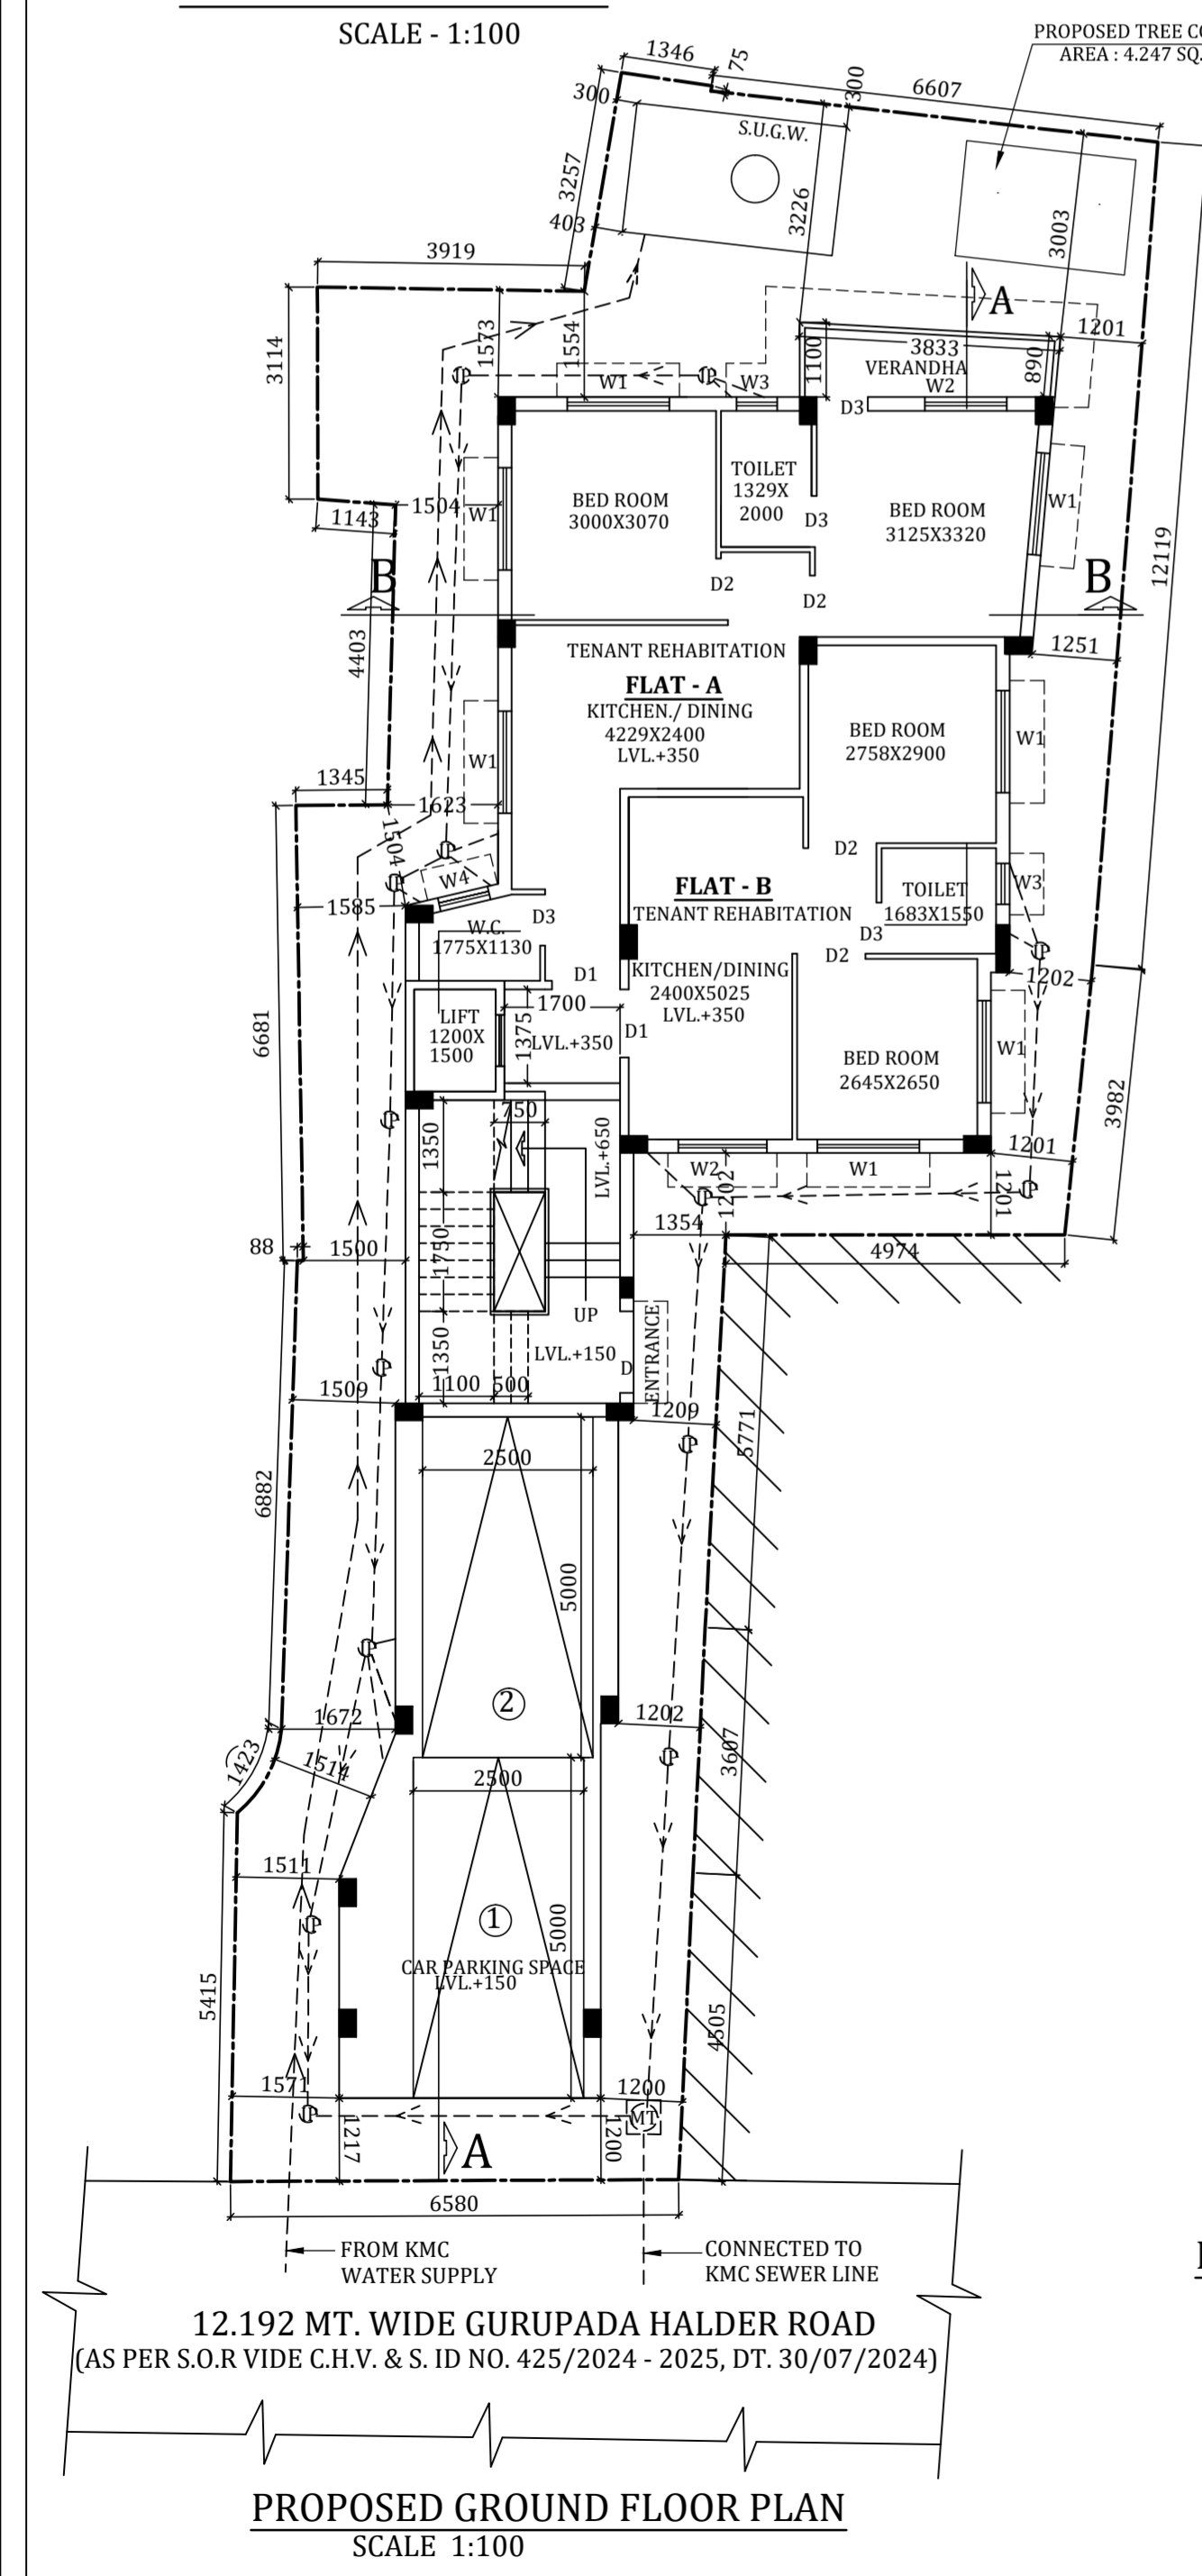 SCALE - 1:100
PROPOSED TREE CO
AREA : 4.247 SQ.
1346
75
300
300
6607
S.U.G.W.
3257
403
3226
3003
3919
A
1201
3114
1573
1554
1100
3833
890
VERANDHA
W1
W3
W2
D3
TOILET
1329X
2000
BED ROOM
3000X3070
BED ROOM
3125X3320
W1
W1
1504
1143
D3
12119
B
B
D2
D2
4403
1251
TENANT REHABITATION
FLAT - A
KITCHEN./ DINING
4229X2400
LVL.+350
BED ROOM
2758X2900
W1
W1
1345
1623
1504
D2
W4
FLAT - B
TOILET
1683X1550
W3
1585
TENANT REHABITATION
D3
W.C.
1775X1130
D3
D2
D1
KITCHEN/DINING
2400X5025
LVL.+350
1202
1700
LIFT
1200X
1500
1375
LVL.+350
D1
W1
6681
BED ROOM
2645X2650
3982
750
1350
LVL.+650
1201
W2
W1
1202
1201
1354
88
1500
1750
4974
UP
1350
LVL.+150
D
ENTRANCE
1509
1100
500
1209
5771
2500
6882
5000
2
1672
1202
3607
1423
1514
2500
1511
1
5000
CAR PARKING SPACE
LVL.+150
5415
4505
1571
1200
MT
1217
1200
A
6580
FROM KMC
WATER SUPPLY
CONNECTED TO
KMC SEWER LINE
12.192 MT. WIDE GURUPADA HALDER ROAD
(AS PER S.O.R VIDE C.H.V. & S. ID NO. 425/2024 - 2025, DT. 30/07/2024)
PROPOSED GROUND FLOOR PLAN
SCALE 1:100